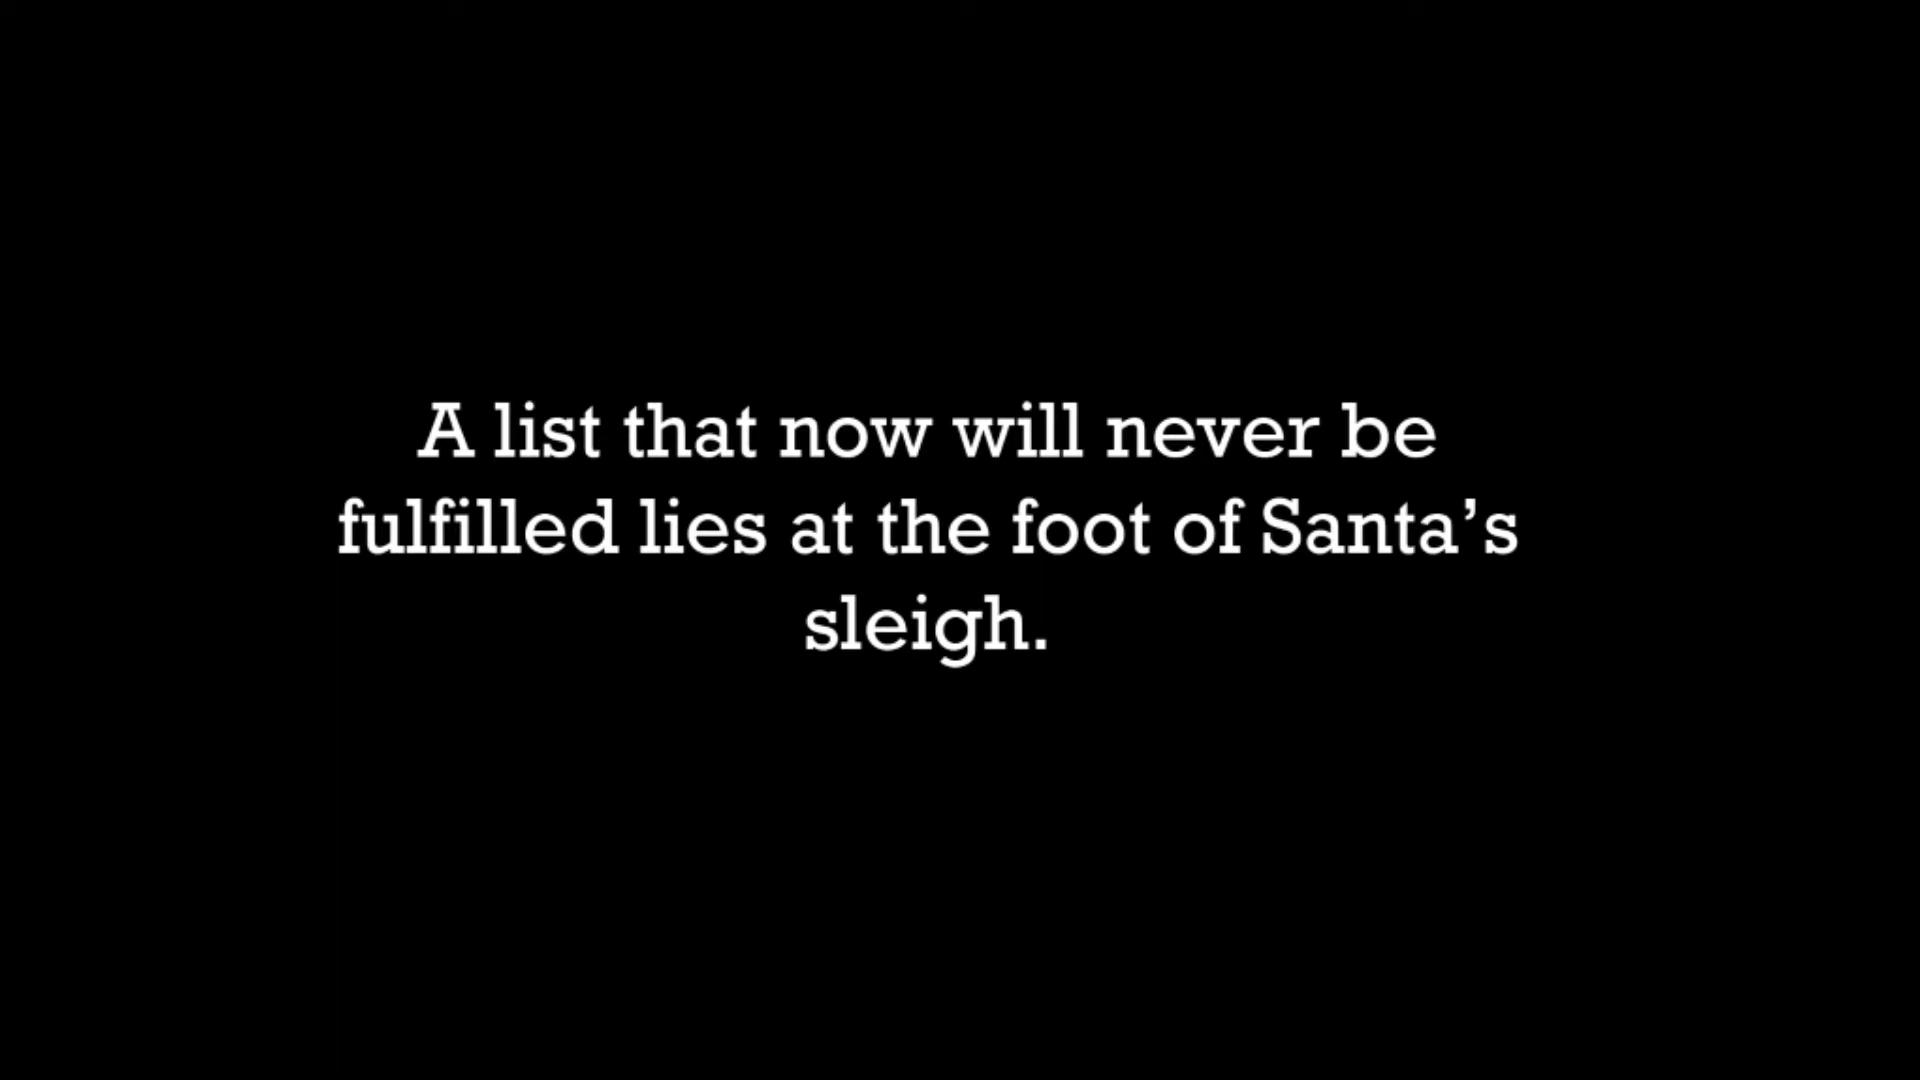 A list that now will never be
fulfilled lies at the foot of Santa’s
sleigh.